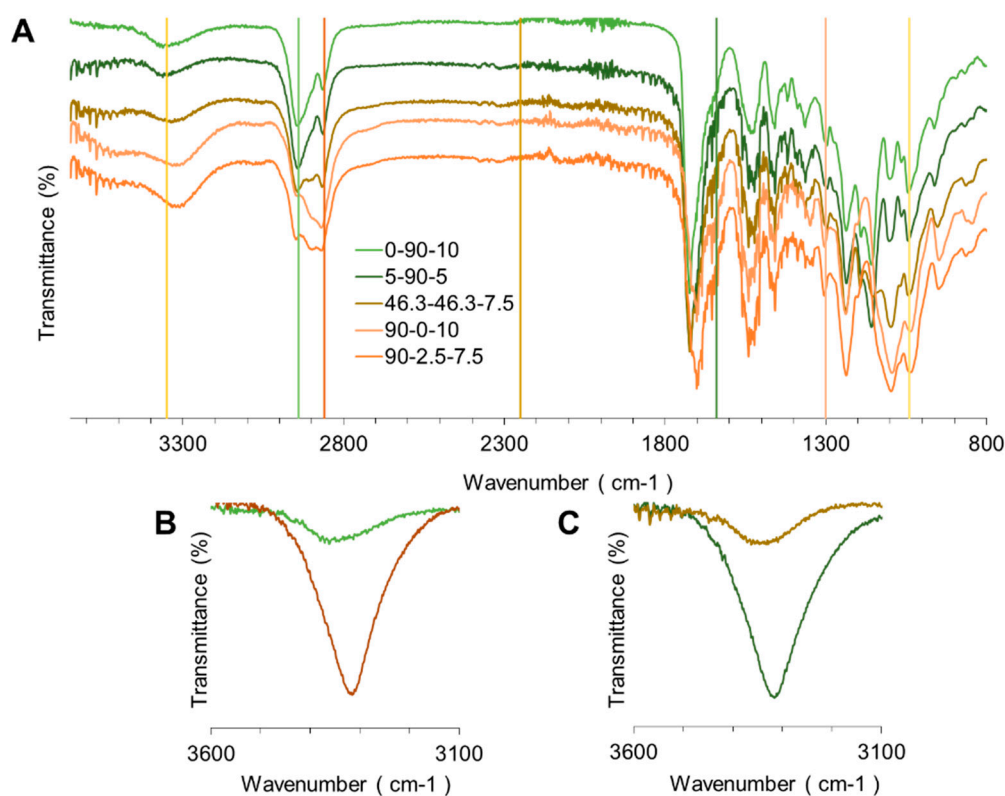 A
Transmittance (%)
0-90-10
5-90-5
46.3-46.3-7.5
90-0-10
90-2.5-7.5
3300 2800 2300 1800 1300 800
Wavenumber ( cm-1 )
B
Transmittance (%)
3600 3100
Wavenumber ( cm-1 )
C
Transmittance (%)
3600 3100
Wavenumber ( cm-1 )